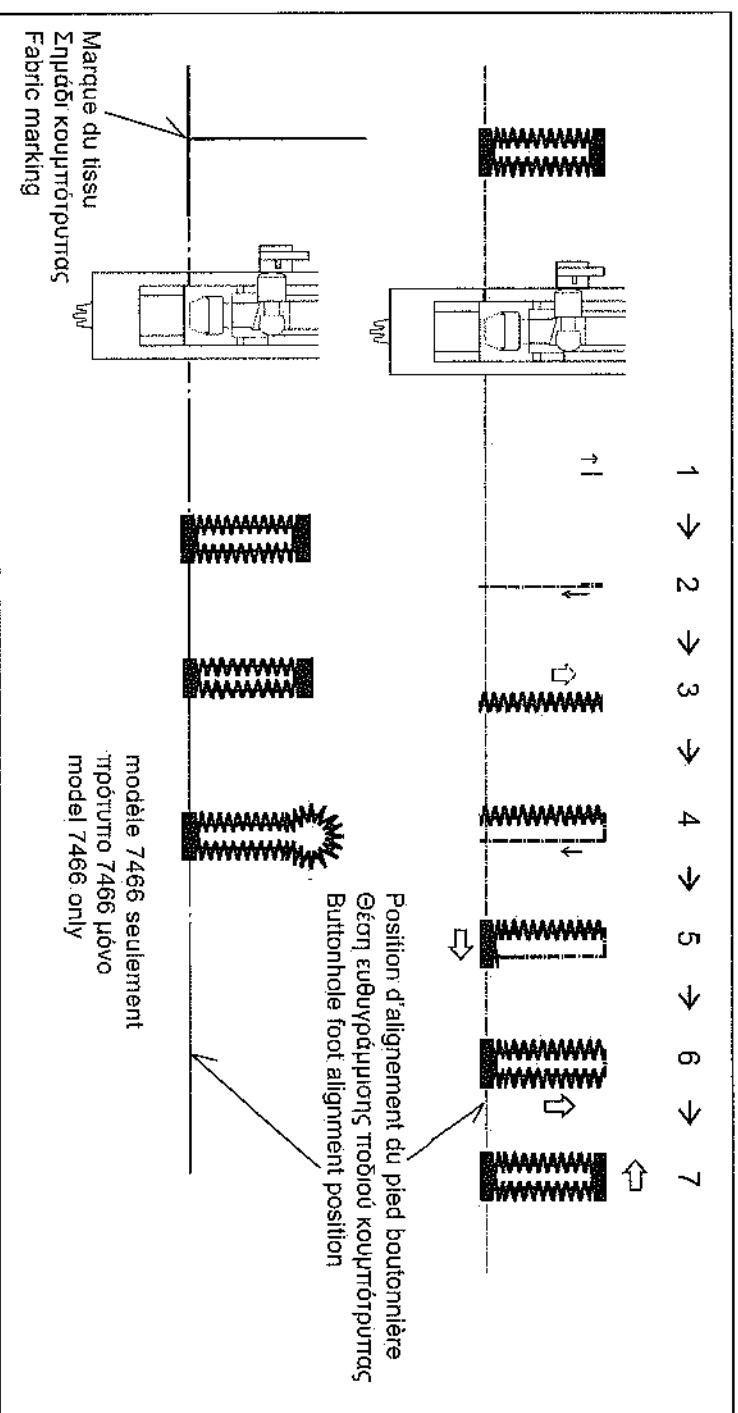 1 → 2 → 3 → 4 → 5 → 6 → 7
Position d'alignement du pied boutonnière
Θέση ευθυγράμμισης ποδιού κουμπότρυπας
Buttonhole foot alignment position
modèle 7466 seulement
πρότυπο 7466 μόνο
model 7466 only
Marque du tissu
Σημάδι κουμπότρυπας
Fabric marking